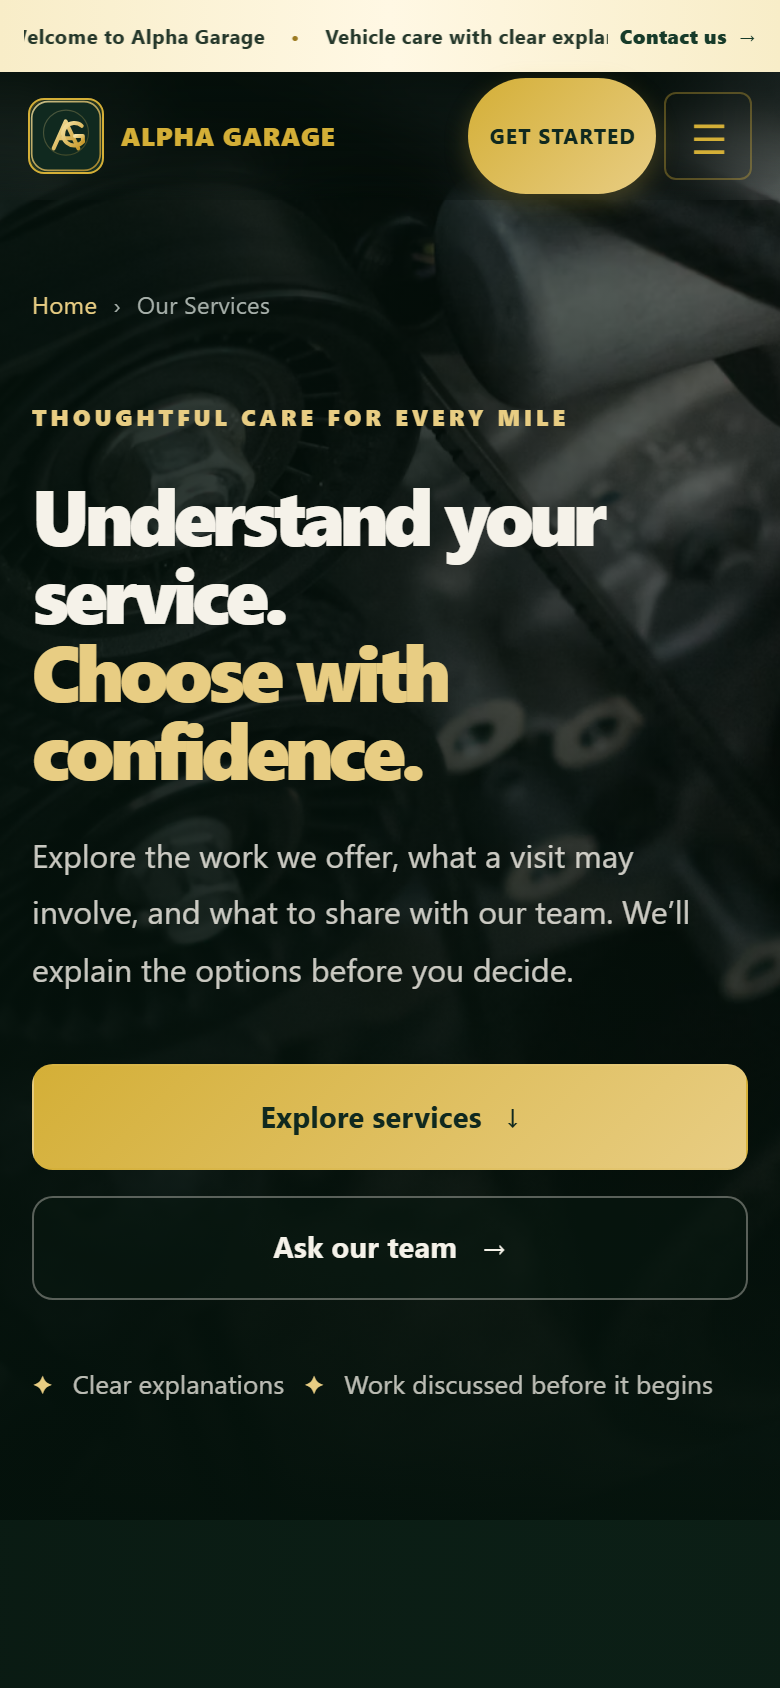 elcome to Alpha Garage • Vehicle care with clear Contact us →
AG ALPHA GARAGE GET STARTED ☰
Home › Our Services
THOUGHTFUL CARE FOR EVERY MILE
Understand your
service.
Choose with
confidence.
Explore the work we offer, what a visit may
involve, and what to share with our team. We’ll
explain the options before you decide.
Explore services ↓
Ask our team →
✦ Clear explanations ✦ Work discussed before it begins